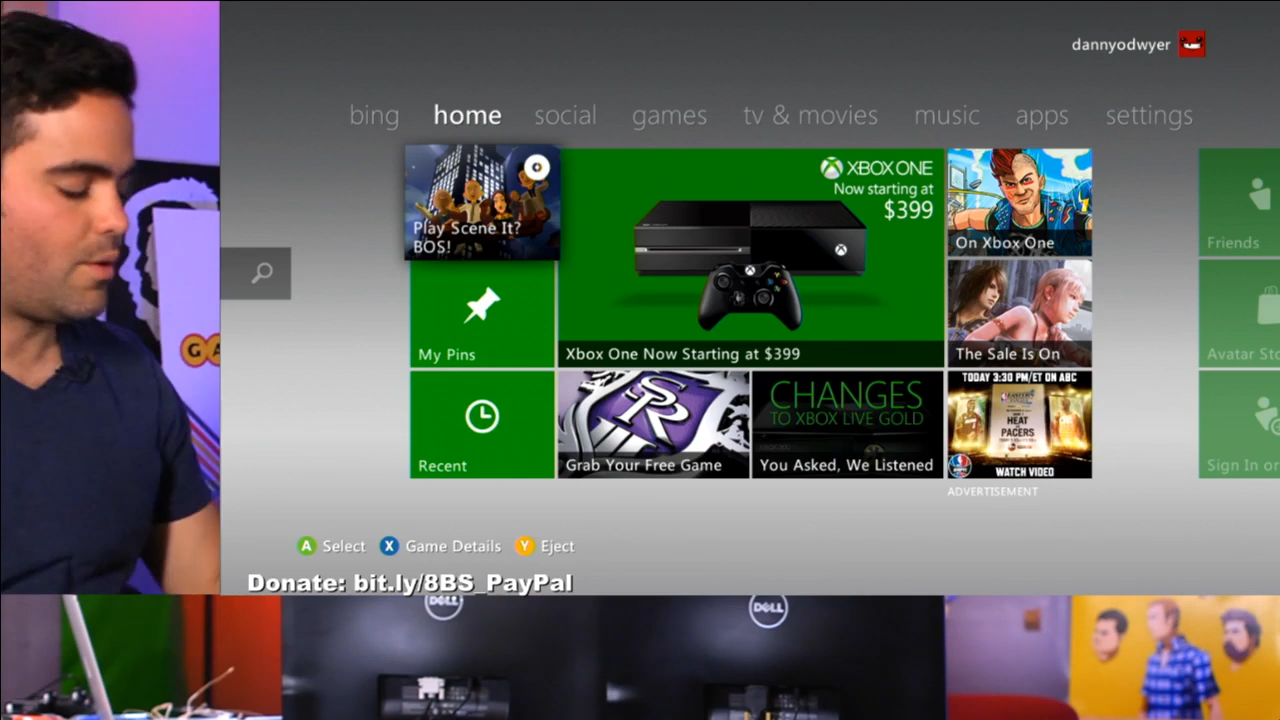 dannyodwyer
bing home social games tv & movies music apps settings
Play Scene It?
BOS!
My Pins
Recent
XBOX ONE
Now starting at
$399
Xbox One Now Starting at $399
Grab Your Free Game
CHANGES
TO XBOX LIVE GOLD
You Asked, We Listened
On Xbox One
The Sale Is On
TODAY 3:30 PM/ET ON ABC
HEAT
PACERS
WATCH VIDEO
ADVERTISEMENT
Friends
Avatar Sto
Sign In or
A Select X Game Details Y Eject
Donate: bit.ly/8BS_PayPal
GA
DELL
DELL